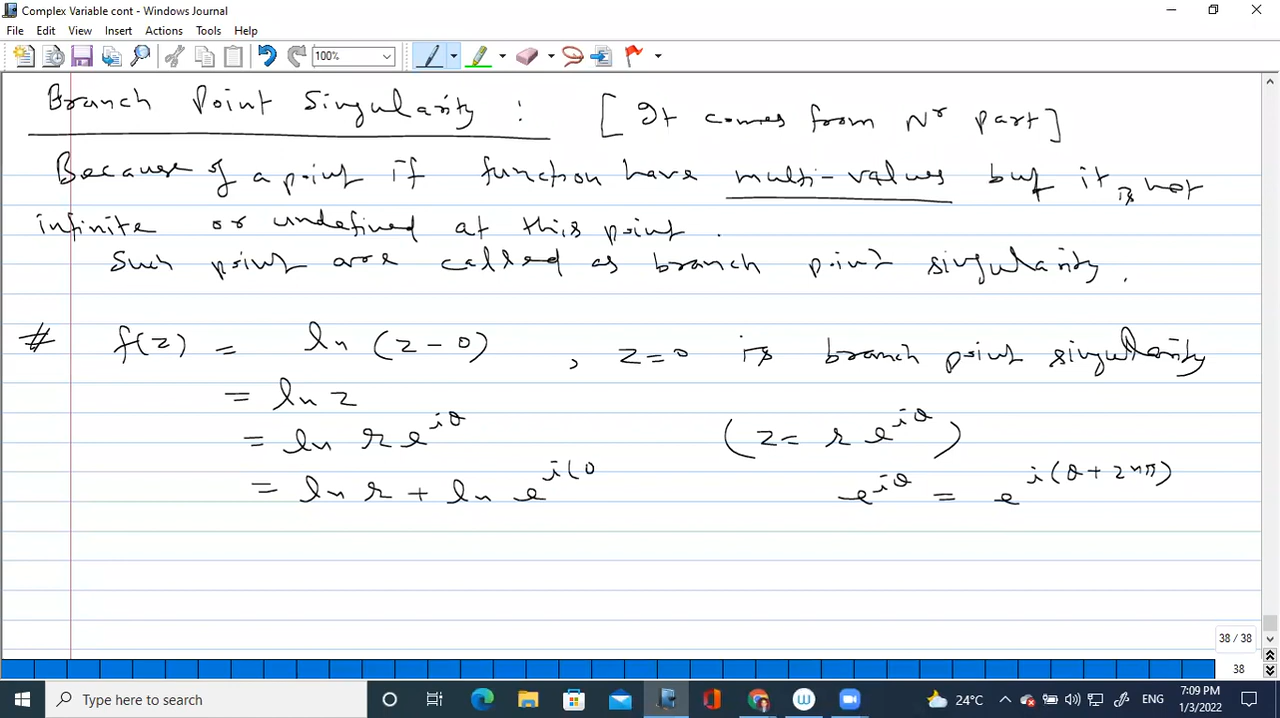 Complex Variable cont - Windows Journal
File Edit View Insert Actions Tools Help
100%
Branch Point Singularity : [ It comes from Nʳ part ]
Because of a point if function have multi-values but it is not
infinite or undefined at this point.
Such point are called as branch point singularity.
# f(z) = ln (z - 0) , z=0 is branch point singularity
= ln z
= ln r e^{iθ} (z = r e^{iθ})
= ln r + ln e^{i(θ e^{iθ} = e^{i(θ+2nπ)}
38 / 38
38
Type here to search
24°C ENG 7:09 PM
1/3/2022